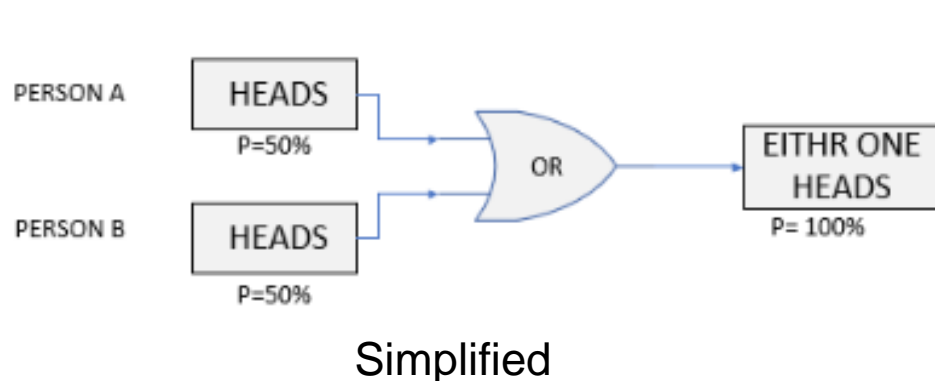 PERSON A
HEADS
P=50%
OR
EITHR ONE
HEADS
P= 100%
PERSON B
HEADS
P=50%
Simplified